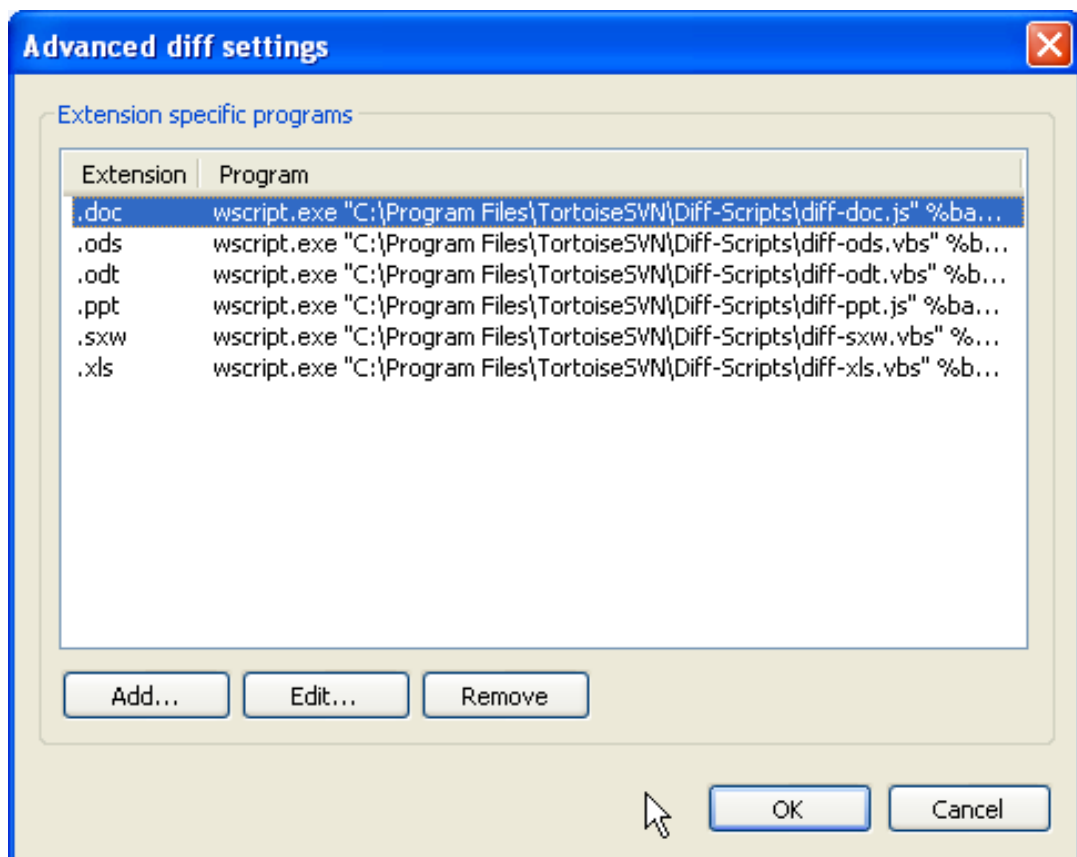 Advanced diff settings
Extension specific programs
Extension Program
.doc wscript.exe "C:\Program Files\TortoiseSVN\Diff-Scripts\diff-doc.js" %ba...
.ods wscript.exe "C:\Program Files\TortoiseSVN\Diff-Scripts\diff-ods.vbs" %b...
.odt wscript.exe "C:\Program Files\TortoiseSVN\Diff-Scripts\diff-odt.vbs" %b...
.ppt wscript.exe "C:\Program Files\TortoiseSVN\Diff-Scripts\diff-ppt.js" %ba...
.sxw wscript.exe "C:\Program Files\TortoiseSVN\Diff-Scripts\diff-sxw.vbs" %...
.xls wscript.exe "C:\Program Files\TortoiseSVN\Diff-Scripts\diff-xls.vbs" %b...
Add... Edit... Remove
OK Cancel